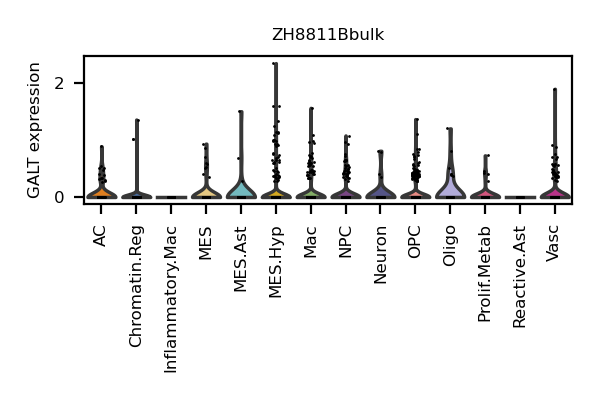 ZH8811Bbulk
GALT expression
2
0
AC
Chromatin.Reg
Inflammatory.Mac
MES
MES.Ast
MES.Hyp
Mac
NPC
Neuron
OPC
Oligo
Prolif.Metab
Reactive.Ast
Vasc